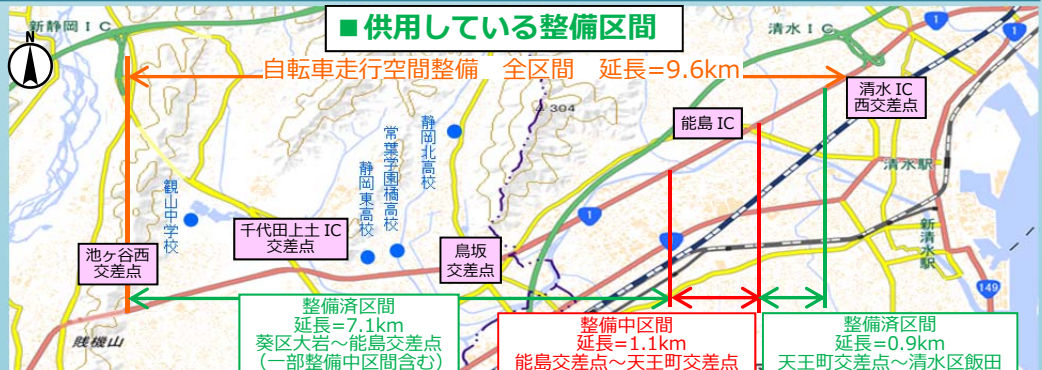 ■供用している整備区間
新静岡IC
清水IC
1
1
N
自転車走行空間整備　全区間　延長=9.6km
304
清水 IC
西交差点
能島 IC
静岡北高校
常葉学園橘高校
静岡東高校
観山中学校
清水駅
新清水駅
千代田上土 IC
交差点
鳥坂
交差点
池ヶ谷西
交差点
1
149
賎機山
整備済区間
延長=7.1km
葵区大岩～能島交差点
（一部整備中区間含む）
整備中区間
延長=1.1km
能島交差点～天王町交差点
整備済区間
延長=0.9km
天王町交差点～清水区飯田